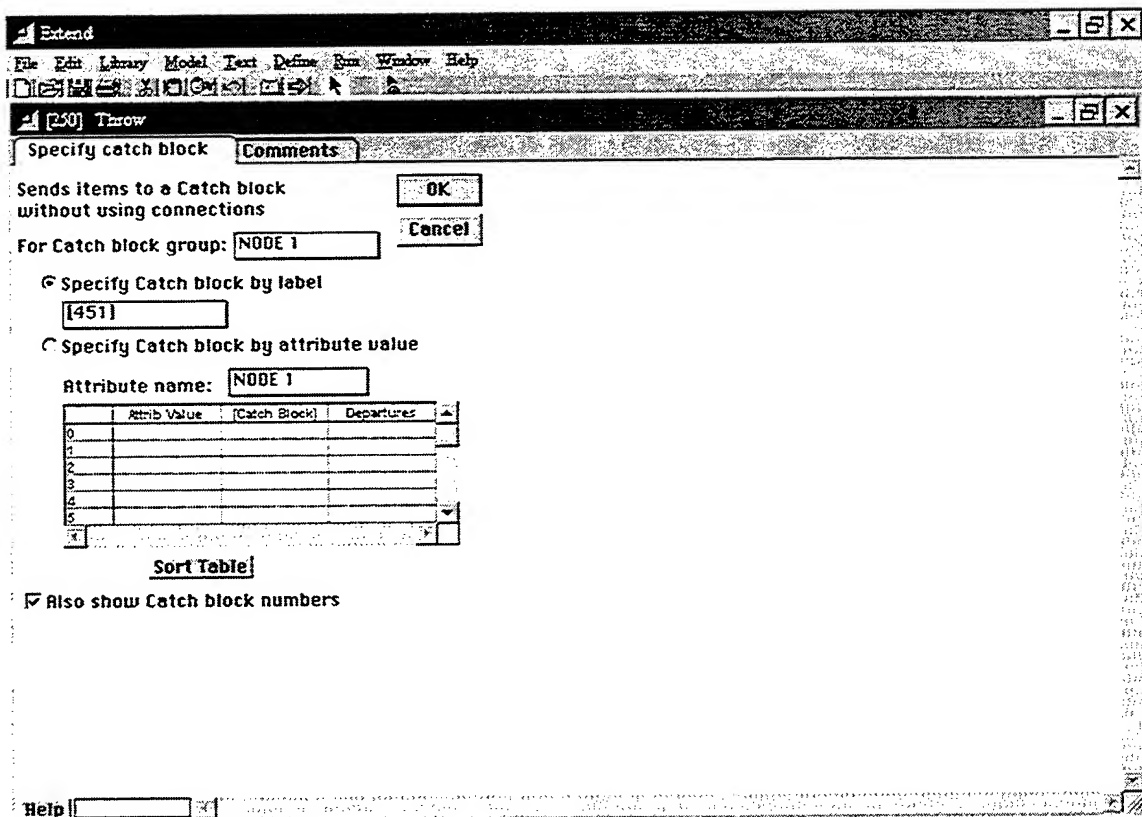 Extend
File Edit Library Model Text Define Run Window Help
[250] Throw
Specify catch block Comments
Sends items to a Catch block
without using connections
OK
Cancel
For Catch block group: NODE 1
Specify Catch block by label
[451]
Specify Catch block by attribute value
Attribute name: NODE 1
Attrib Value [Catch Block] Departures
0
1
2
3
4
5
Sort Table
Also show Catch block numbers
Help